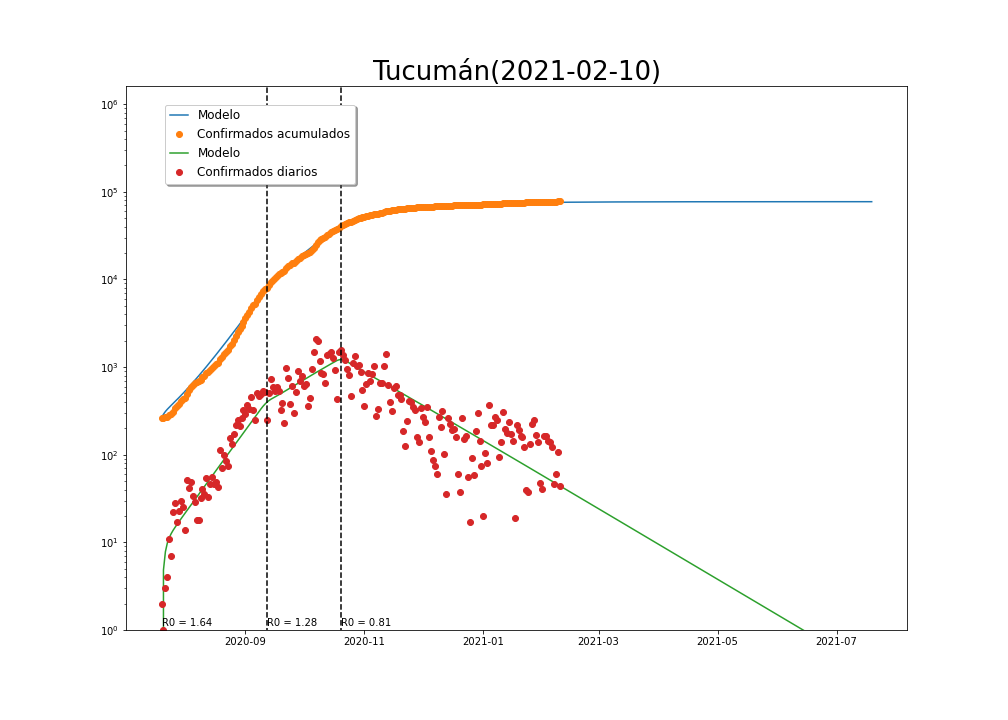 Tucumán(2021-02-10)
Modelo
Confirmados acumulados
Modelo
Confirmados diarios
10⁶
10⁵
10⁴
10³
10²
10¹
10⁰
R0 = 1.64 R0 = 1.28 R0 = 0.81
2020-09 2020-11 2021-01 2021-03 2021-05 2021-07